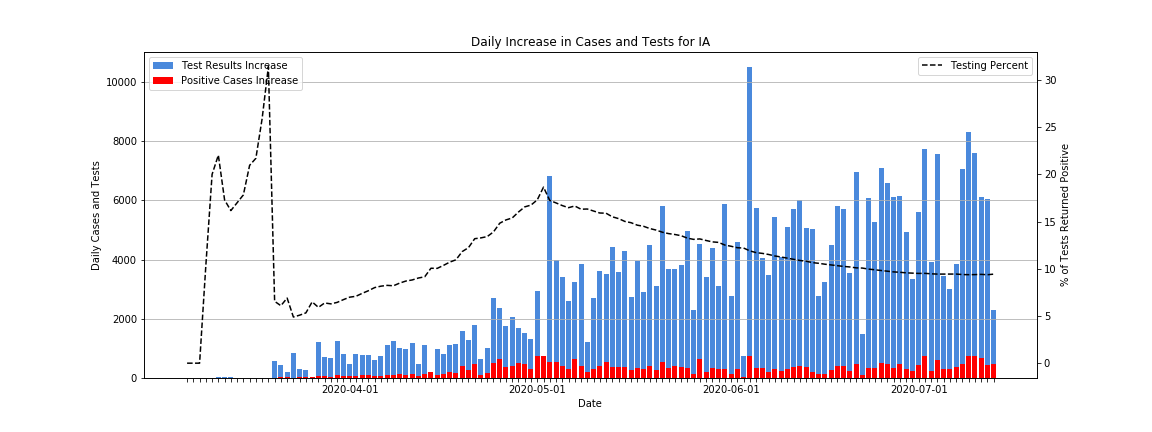 Daily Increase in Cases and Tests for IA
Test Results Increase
Positive Cases Increase
Testing Percent
10000
8000
6000
4000
2000
0
Daily Cases and Tests
30
25
20
15
10
5
0
% of Tests Returned Positive
2020-04-01
2020-05-01
2020-06-01
2020-07-01
Date